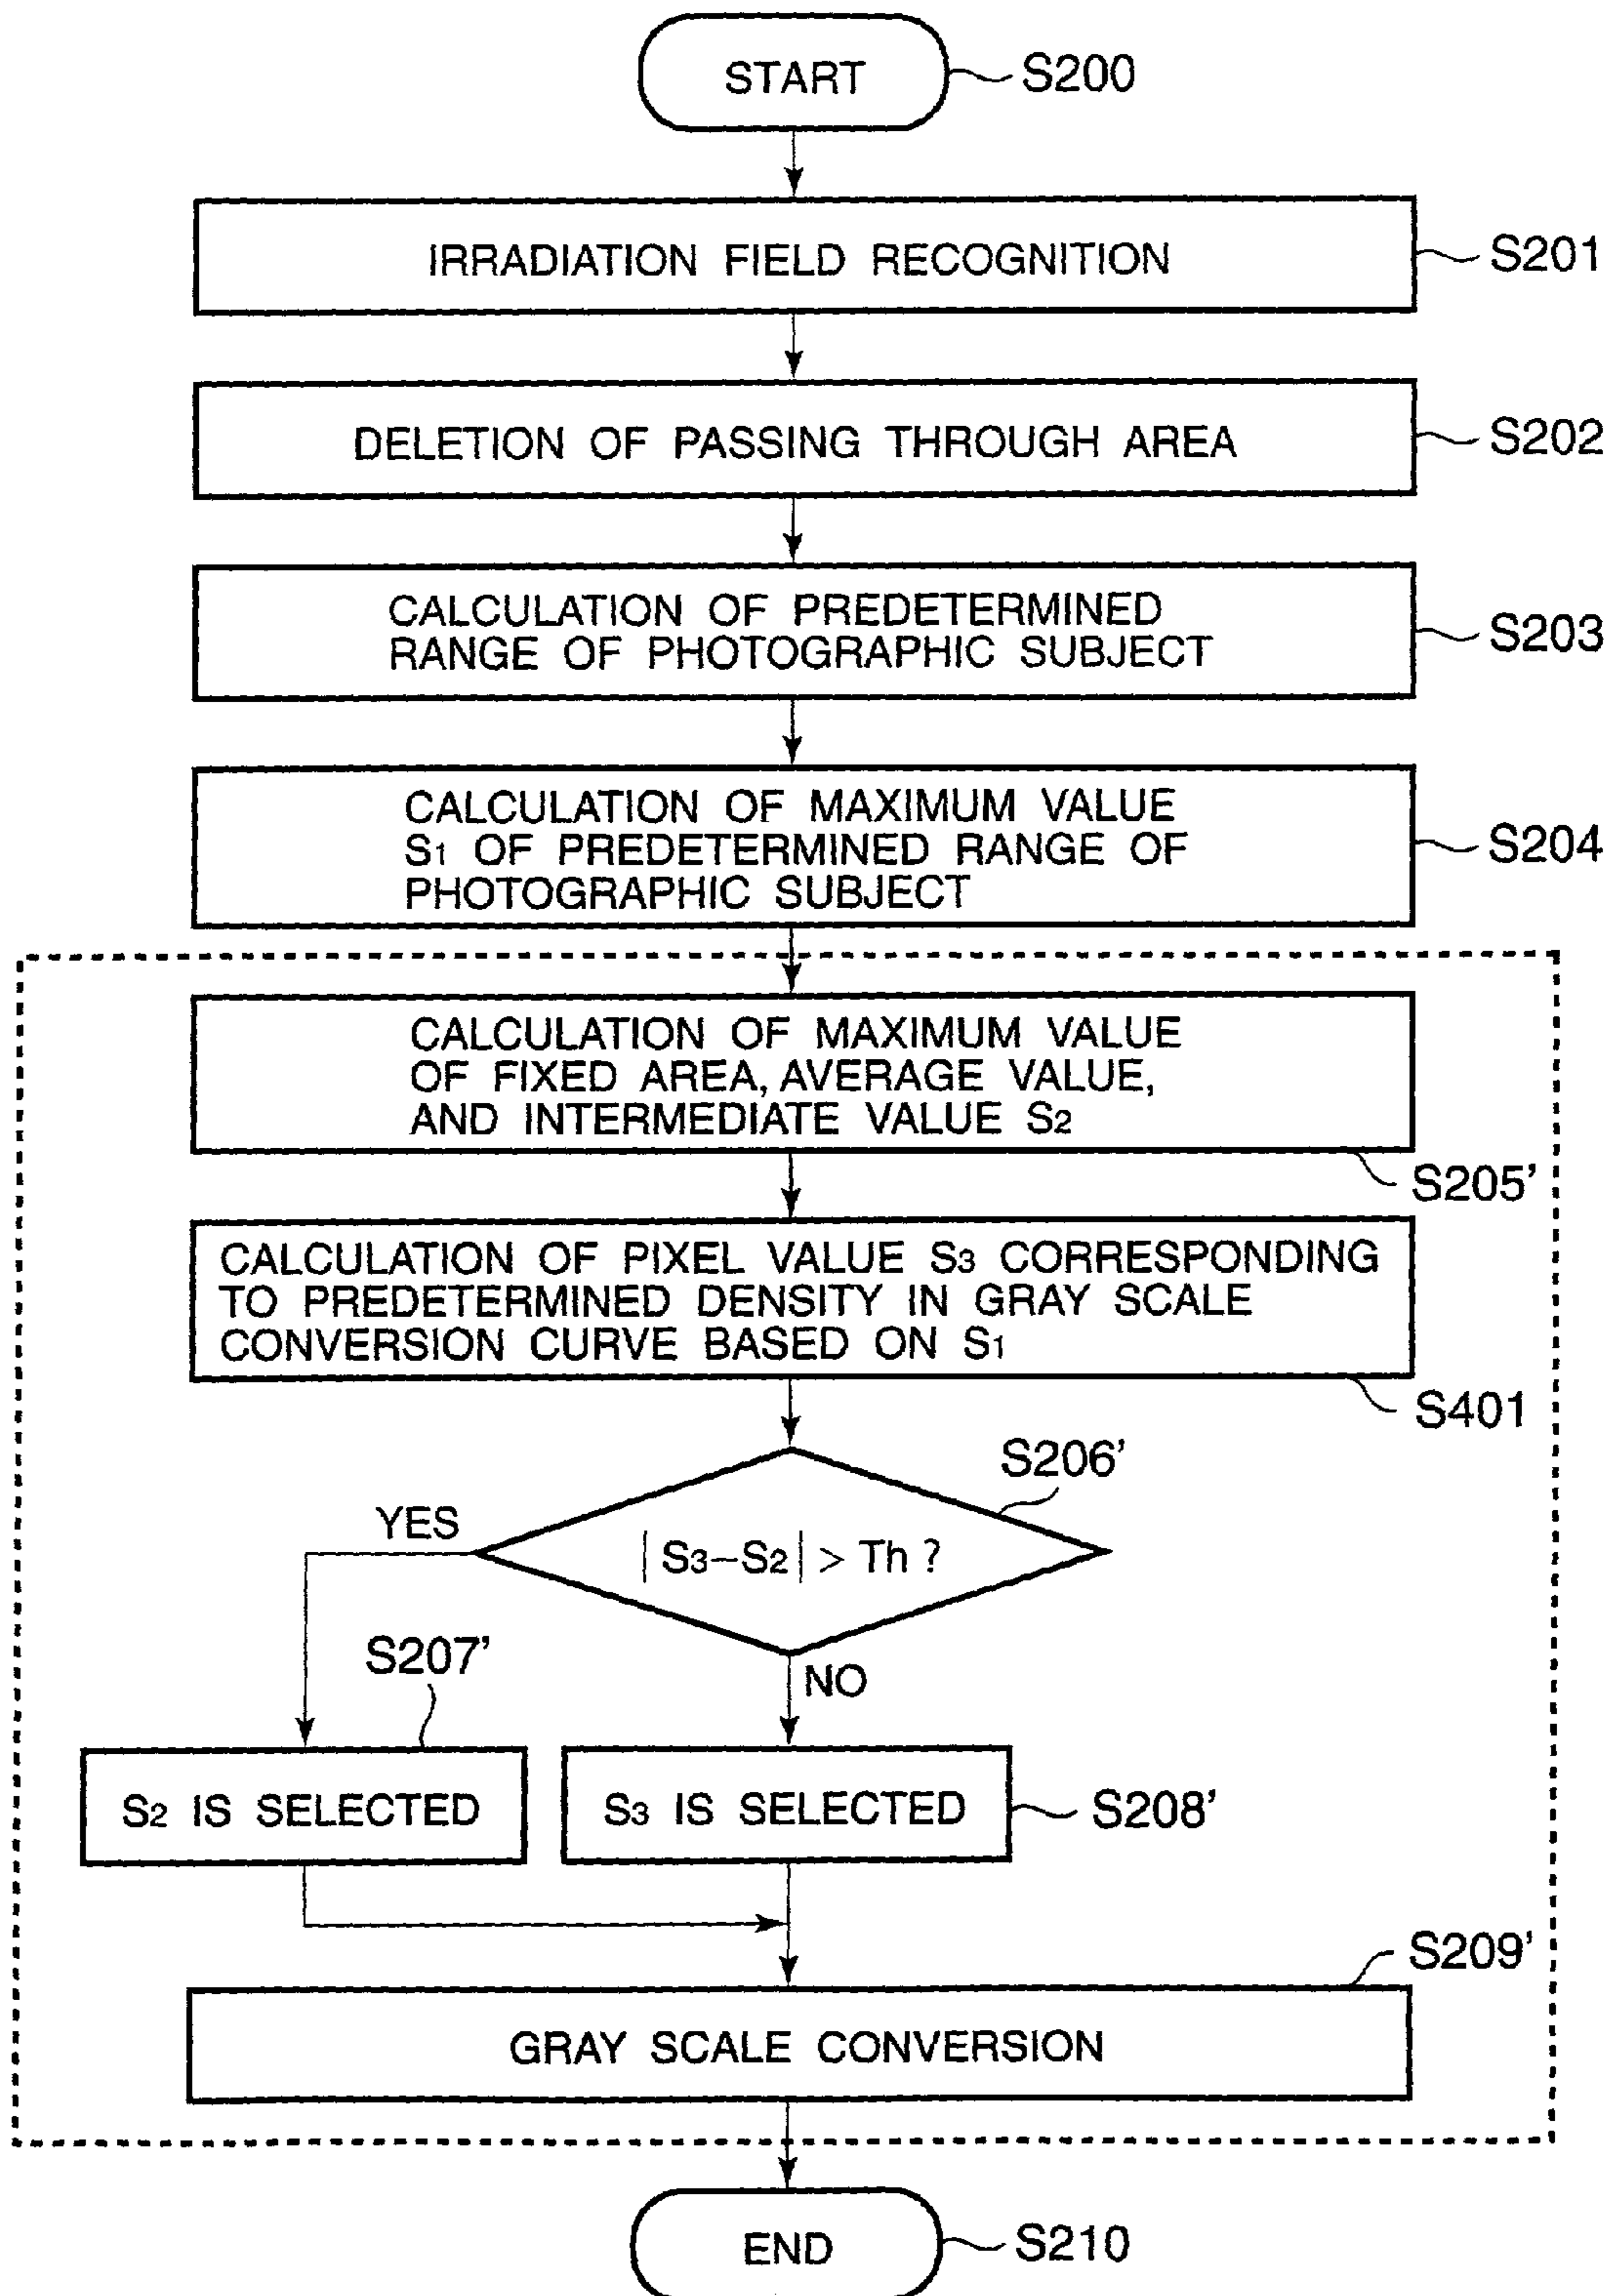 START
S200
IRRADIATION FIELD RECOGNITION
S201
DELETION OF PASSING THROUGH AREA
S202
CALCULATION OF PREDETERMINED
RANGE OF PHOTOGRAPHIC SUBJECT
S203
CALCULATION OF MAXIMUM VALUE
S1 OF PREDETERMINED RANGE OF
PHOTOGRAPHIC SUBJECT
S204
CALCULATION OF MAXIMUM VALUE
OF FIXED AREA, AVERAGE VALUE,
AND INTERMEDIATE VALUE S2
S205'
CALCULATION OF PIXEL VALUE S3 CORRESPONDING
TO PREDETERMINED DENSITY IN GRAY SCALE
CONVERSION CURVE BASED ON S1
S401
S206'
YES
|S3–S2| > Th ?
NO
S207'
S2 IS SELECTED
S3 IS SELECTED
S208'
S209'
GRAY SCALE CONVERSION
END
S210